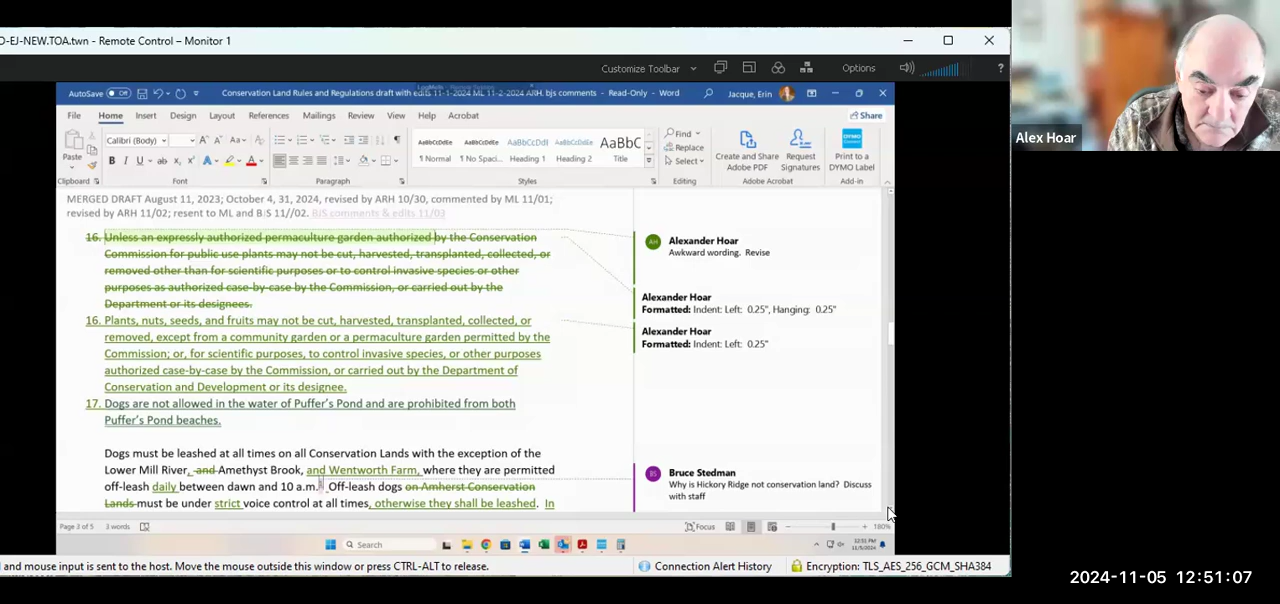 D-EJ-NEW.TOA.twn - Remote Control – Monitor 1
Customize Toolbar Options ?
AutoSave Off Conservation Land Rules and Regulations draft with edits 11-1-2024 ML 11-2-2024 ARH. bjs comments - Read-Only - Word Jacque, Erin
File Home Insert Draw Design Layout References Mailings Review View Help Acrobat Share
Calibri (Body)
Paste
B I U ab
AaBbCcDdEe AaBbCcDdEe AaBbCcDdI AaBbCcDdEe AaBbC
1 Normal 1 No Spaci... Heading 1 Heading 2 Title
Find
Replace
Select
Create and Share Adobe PDF
Request Signatures
Print to a DYMO Label
Clipboard Font Paragraph Styles Editing Adobe Acrobat Add-in
MERGED DRAFT August 11, 2023; October 4, 31, 2024, revised by ARH 10/30, commented by ML 11/01;
revised by ARH 11/02; resent to ML and BJS 11//02. BJS comments & edits 11/03
16. Unless an expressly authorized permaculture garden authorized by the Conservation
Commission for public use plants may not be cut, harvested, transplanted, collected, or
removed other than for scientific purposes or to control invasive species or other
purposes as authorized case-by-case by the Commission, or carried out by the
Department or its designees.
16. Plants, nuts, seeds, and fruits may not be cut, harvested, transplanted, collected, or
removed, except from a community garden or a permaculture garden permitted by the
Commission; or, for scientific purposes, to control invasive species, or other purposes
authorized case-by-case by the Commission, or carried out by the Department of
Conservation and Development or its designee.
17. Dogs are not allowed in the water of Puffer's Pond and are prohibited from both
Puffer's Pond beaches.
Dogs must be leashed at all times on all Conservation Lands with the exception of the
Lower Mill River, and Amethyst Brook, and Wentworth Farm, where they are permitted
off-leash daily between dawn and 10 a.m. Off-leash dogs on Amherst Conservation
Lands must be under strict voice control at all times, otherwise they shall be leashed. In
AH Alexander Hoar
Awkward wording. Revise
Alexander Hoar
Formatted: Indent: Left: 0.25", Hanging: 0.25"
Alexander Hoar
Formatted: Indent: Left: 0.25"
BS Bruce Stedman
Why is Hickory Ridge not conservation land? Discuss
with staff
Page 3 of 5 3 words Focus 180%
Search
12:51 PM
11/5/2024
l and mouse input is sent to the host. Move the mouse outside this window or press CTRL-ALT to release. Connection Alert History Encryption: TLS_AES_256_GCM_SHA384
Alex Hoar
2024-11-05 12:51:07